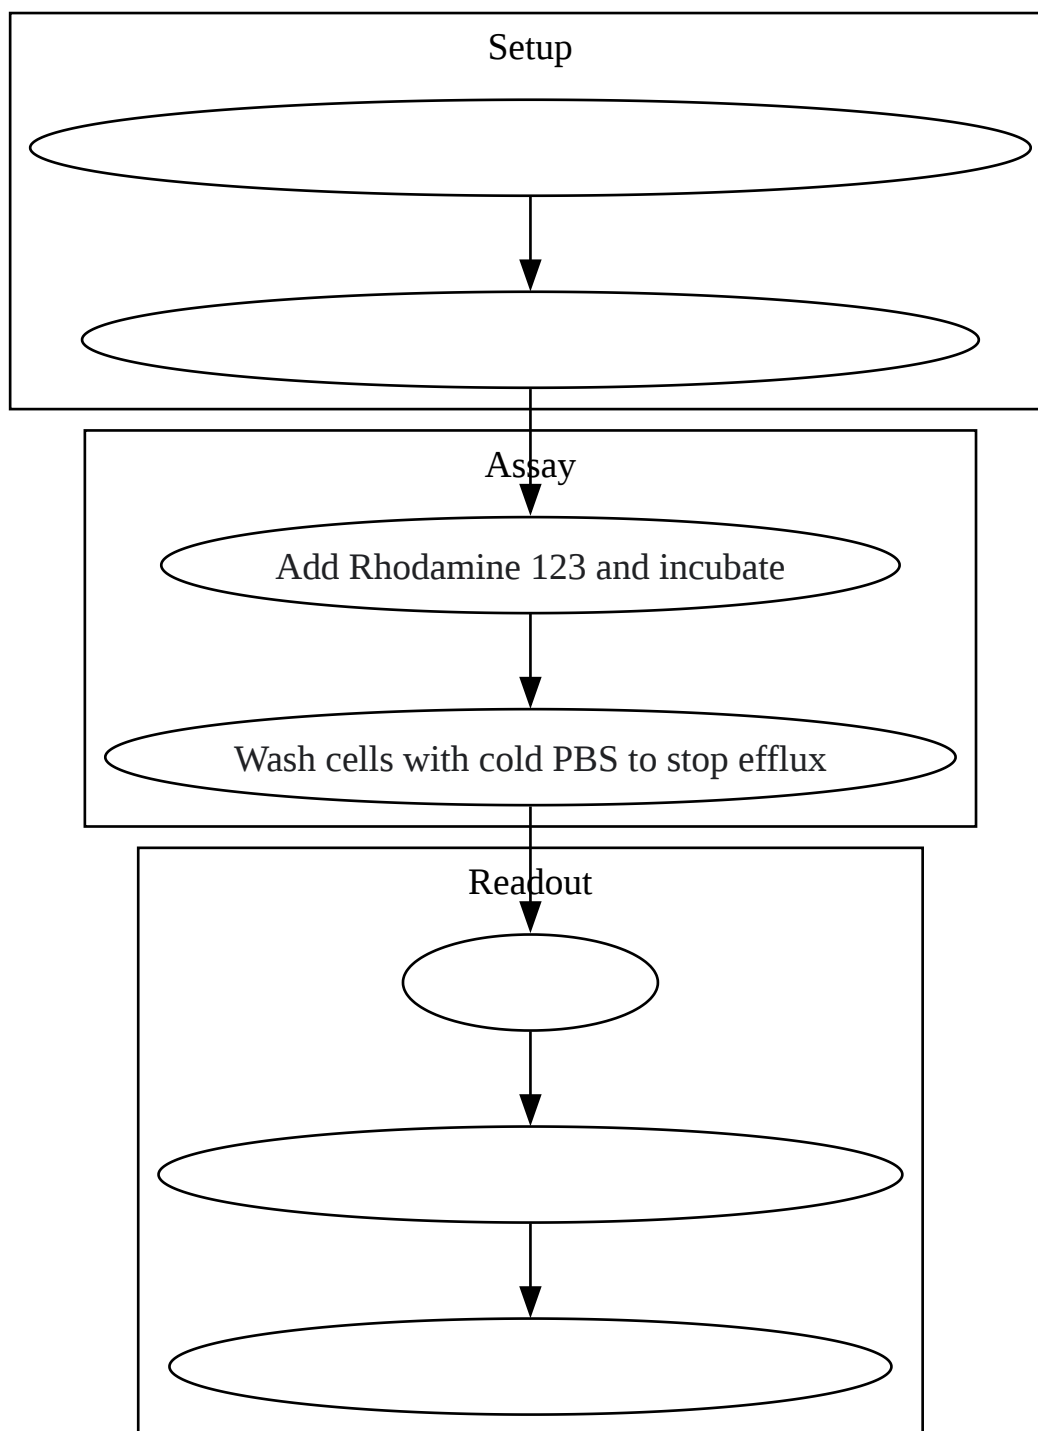 Setup
Assay
Add Rhodamine 123 and incubate
Wash cells with cold PBS to stop efflux
Readout